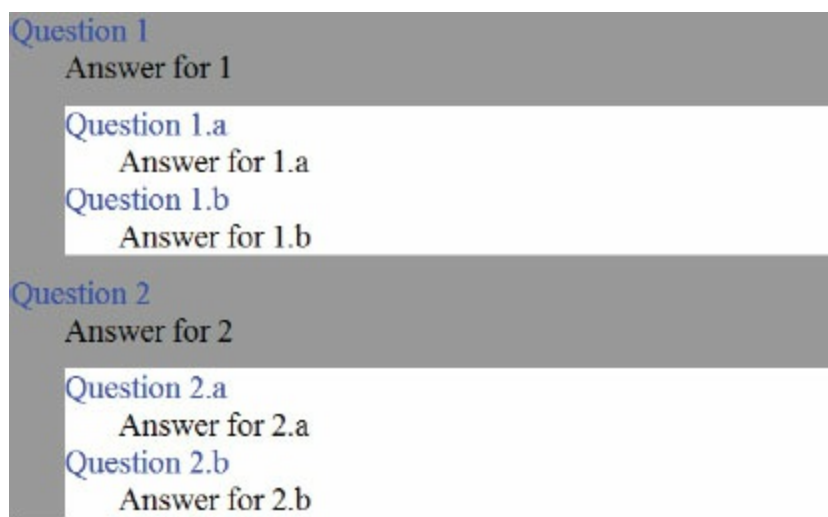 Question 1
Answer for 1
Question 1.a
Answer for 1.a
Question 1.b
Answer for 1.b
Question 2
Answer for 2
Question 2.a
Answer for 2.a
Question 2.b
Answer for 2.b